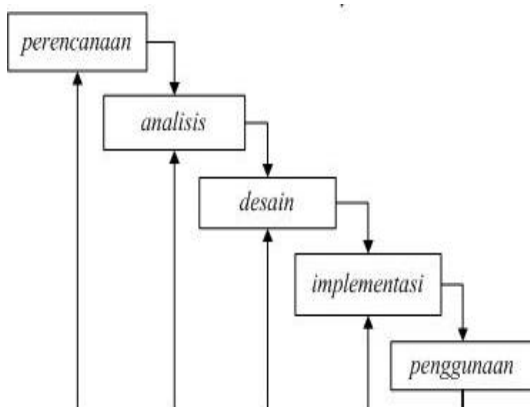 perencanaan
analisis
desain
implementasi
penggunaan